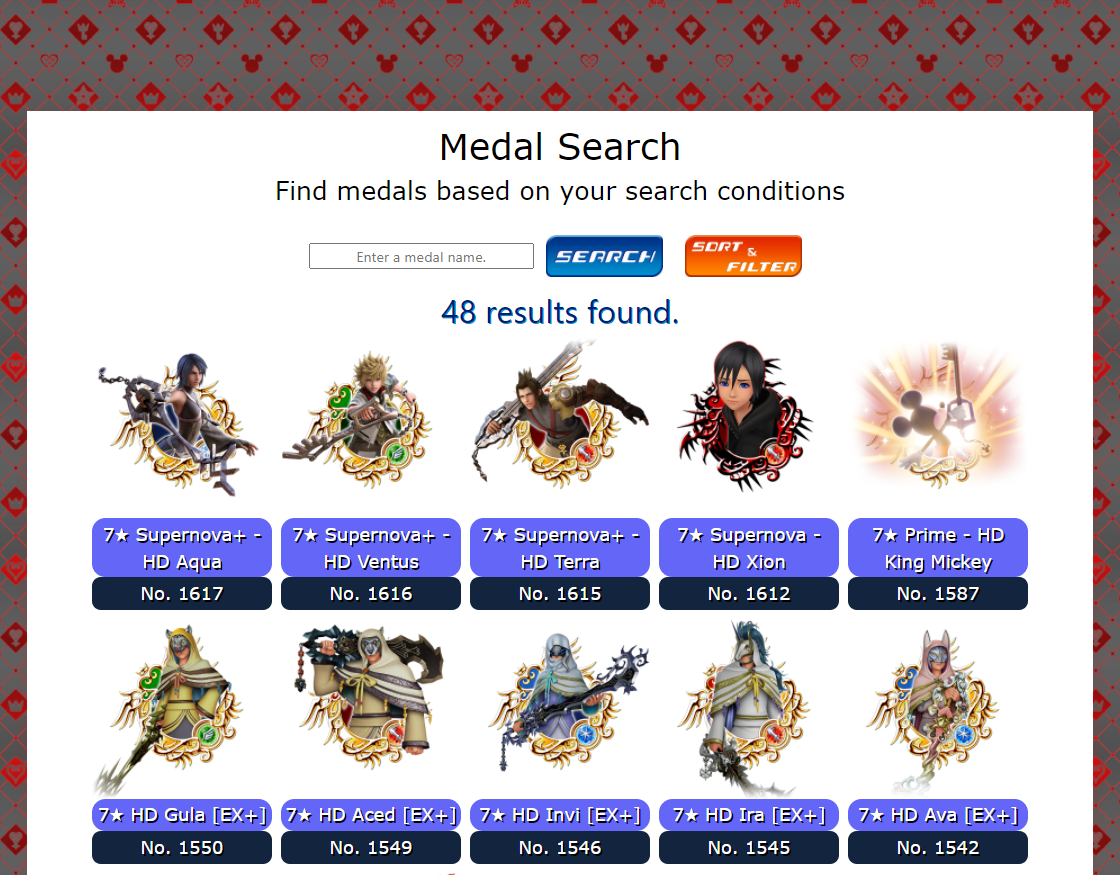 Medal Search
Find medals based on your search conditions
Enter a medal name.
SEARCH
SORT
&
FILTER
48 results found.
7★ Supernova+ -
HD Aqua
No. 1617
7★ Supernova+ -
HD Ventus
No. 1616
7★ Supernova+ -
HD Terra
No. 1615
7★ Supernova -
HD Xion
No. 1612
7★ Prime - HD
King Mickey
No. 1587
7★ HD Gula [EX+]
No. 1550
7★ HD Aced [EX+]
No. 1549
7★ HD Invi [EX+]
No. 1546
7★ HD Ira [EX+]
No. 1545
7★ HD Ava [EX+]
No. 1542